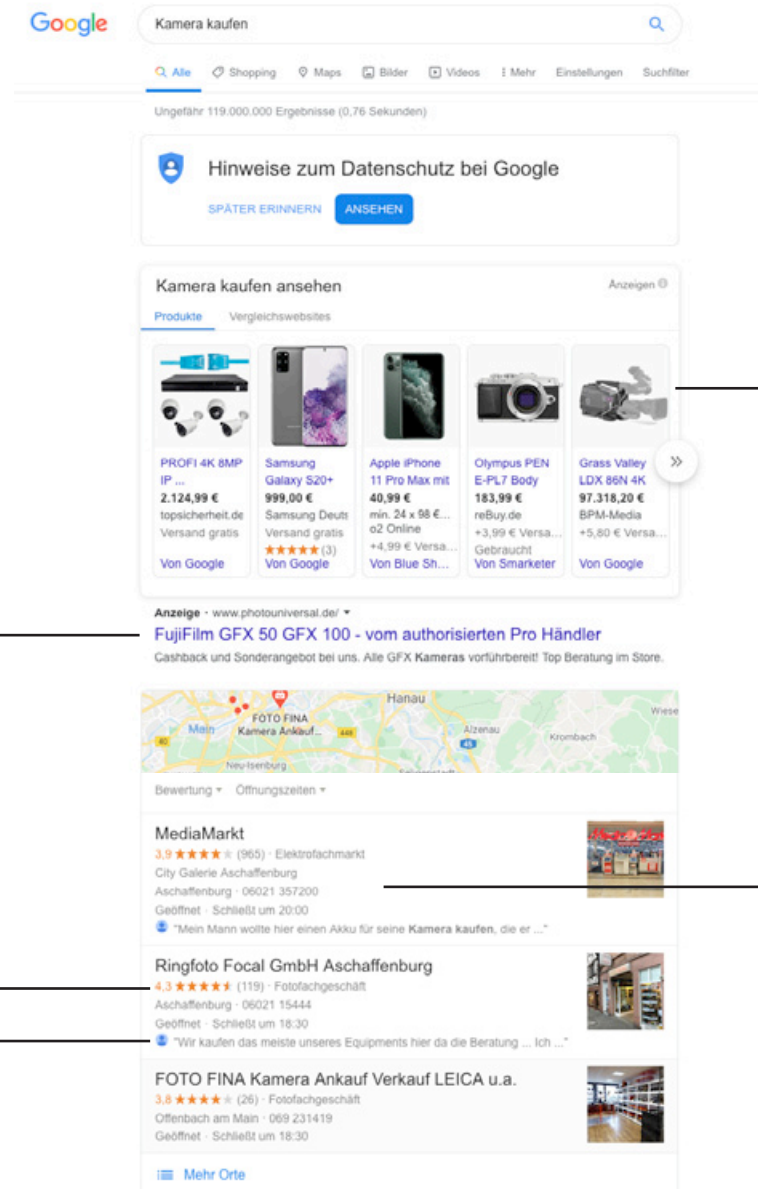 Google
Kamera kaufen
Alle Shopping Maps Bilder Videos Mehr Einstellungen Suchfilter
Ungefähr 119.000.000 Ergebnisse (0,76 Sekunden)
Hinweise zum Datenschutz bei Google
SPÄTER ERINNERN ANSEHEN
Kamera kaufen ansehen Anzeigen
Produkte Vergleichswebsites
PROFI 4K 8MP
IP ...
2.124,99 €
topsicherheit.de
Versand gratis
Von Google
Samsung
Galaxy S20+
999,00 €
Samsung Deuts
Versand gratis
★★★★★ (3)
Von Google
Apple iPhone
11 Pro Max mit
40,99 €
min. 24 x 98 €...
o2 Online
+4,99 € Versa...
Von Blue Sh...
Olympus PEN
E-PL7 Body
183,99 €
reBuy.de
+3,99 € Versa...
Gebraucht
Von Smarketer
Grass Valley
LDX 86N 4K
97.318,20 €
BPM-Media
+5,80 € Versa...
Von Google
Anzeige · www.photouniversal.de/
FujiFilm GFX 50 GFX 100 - vom authorisierten Pro Händler
Cashback und Sonderangebot bei uns. Alle GFX Kameras vorführbereit! Top Beratung im Store.
Hanau
Wiese
FOTO FINA
Kamera Ankauf...
Main
448
40
Alzenau
45
Krombach
Neu-Isenburg
Bewertung Öffnungszeiten
MediaMarkt
3,9 ★★★★★ (965) · Elektrofachmarkt
City Galerie Aschaffenburg
Aschaffenburg · 06021 357200
Geöffnet · Schließt um 20:00
"Mein Mann wollte hier einen Akku für seine Kamera kaufen, die er ..."
Ringfoto Focal GmbH Aschaffenburg
4,3 ★★★★★ (119) · Fotofachgeschäft
Aschaffenburg · 06021 15444
Geöffnet · Schließt um 18:30
"Wir kaufen das meiste unseres Equipments hier da die Beratung ... Ich ..."
FOTO FINA Kamera Ankauf Verkauf LEICA u.a.
3,8 ★★★★★ (26) · Fotofachgeschäft
Offenbach am Main · 069 231419
Geöffnet · Schließt um 18:30
Mehr Orte